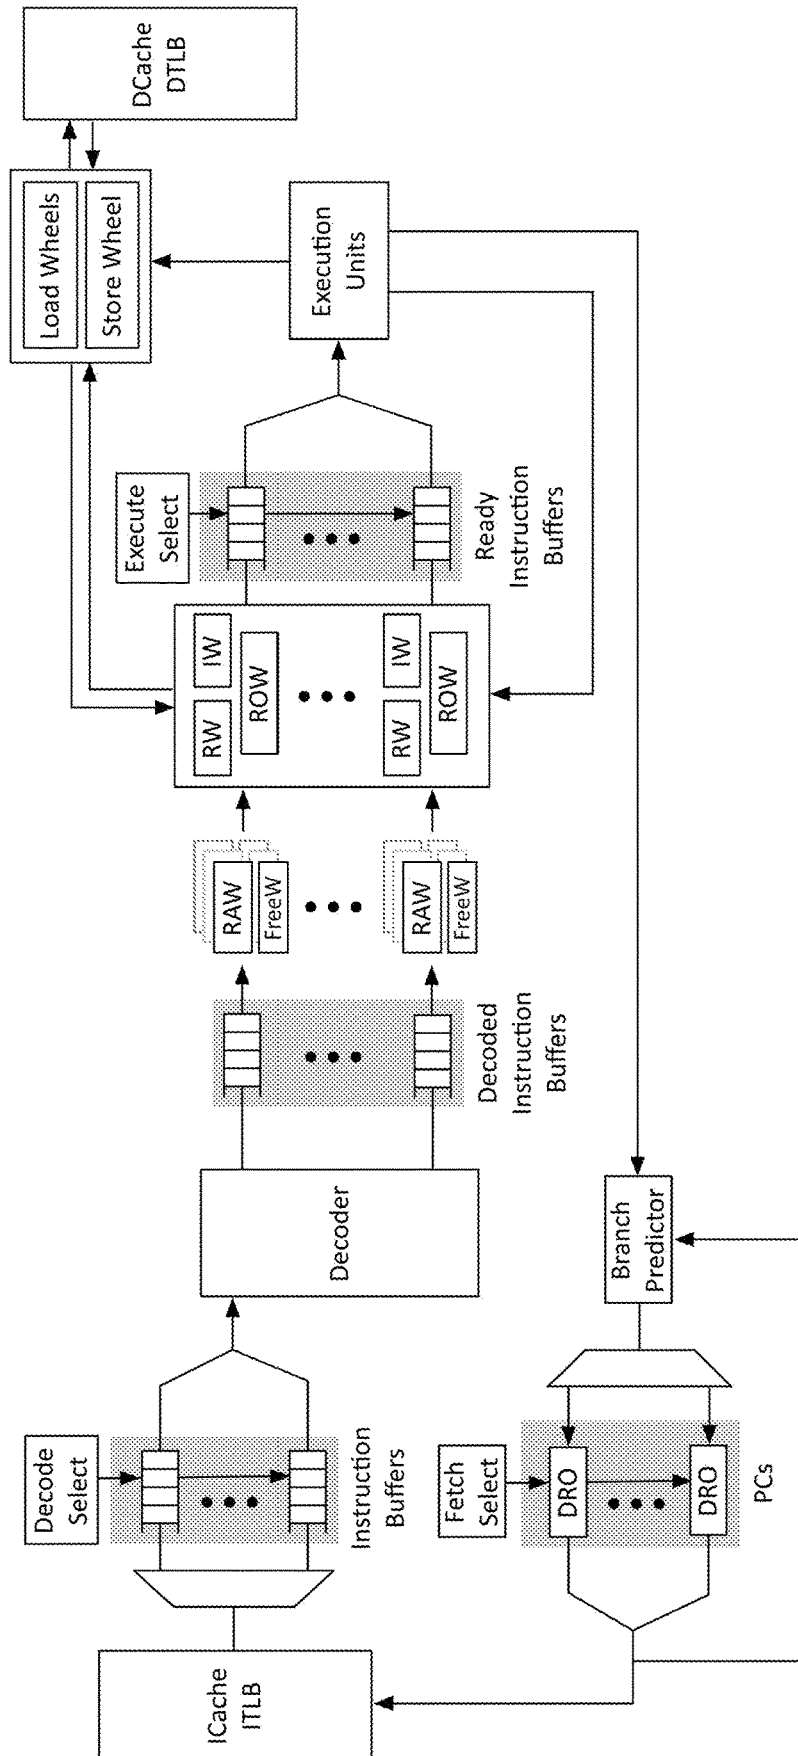 ICache
ITLB
Decode
Select
Instruction
Buffers
Fetch
Select
DRO
DRO
PCs
Branch
Predictor
Decoder
Decoded
Instruction
Buffers
RAW
FreeW
RAW
FreeW
RW
IW
ROW
RW
IW
ROW
Execute
Select
Ready
Instruction
Buffers
Execution
Units
Load Wheels
Store Wheel
DCache
DTLB